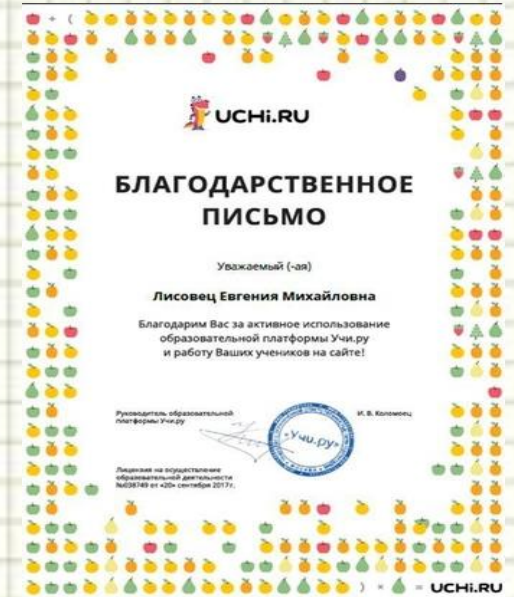 UCHi.RU
БЛАГОДАРСТВЕННОЕ
ПИСЬМО
Уважаемый (-ая)
Лисовец Евгения Михайловна
Благодарим Вас за активное использование
образовательной платформы Учи.ру
и работу Ваших учеников на сайте!
Руководитель образовательной
платформы Учи.ру
И. В. Коломоец
«Учи.ру»
Лицензия на осуществление
образовательной деятельности
№038749 от «20» сентября 2017г.
UCHi.RU